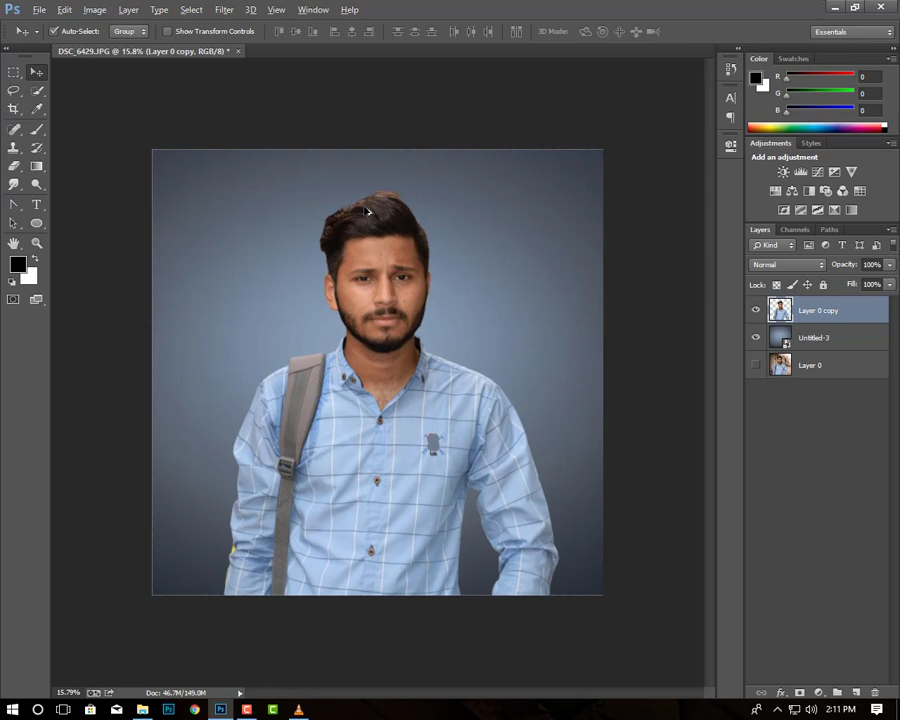 Ps File Edit Image Layer Type Select Filter 3D View Window Help
Auto-Select: Group Show Transform Controls 3D Mode: Essentials
DSC_6429.JPG @ 15.8% (Layer 0 copy, RGB/8) * ×
Color Swatches
R 0
G 0
B 0
Adjustments Styles
Add an adjustment
Layers Channels Paths
Kind
Normal Opacity: 100%
Lock: Fill: 100%
Layer 0 copy
Untitled-3
Layer 0
15.79% Doc: 46.7M/149.0M
2:11 PM